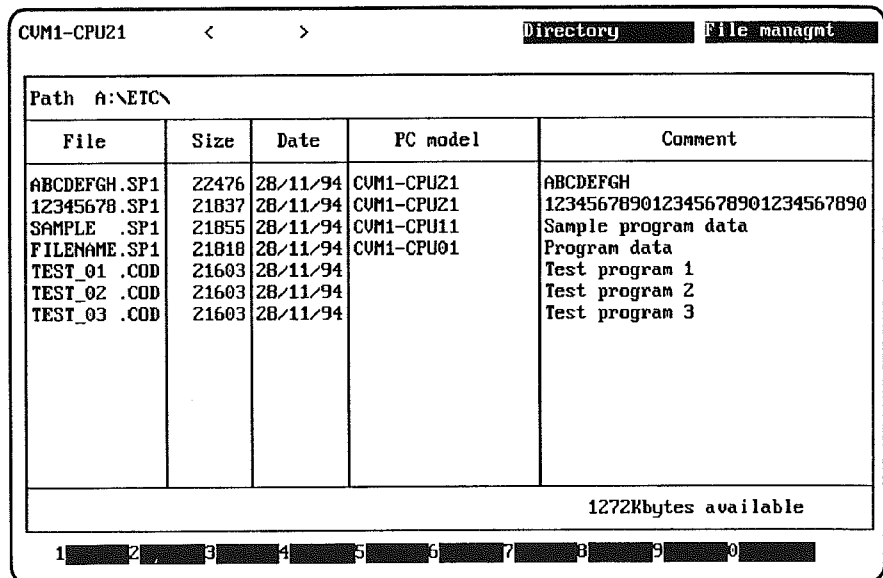 CVM1-CPU21 < > Directory File managmt
Path A:\ETC\
File Size Date PC model Comment
ABCDEFGH.SP1 22476 28/11/94 CVM1-CPU21 ABCDEFGH
12345678.SP1 21837 28/11/94 CVM1-CPU21 123456789012345678901234567890
SAMPLE .SP1 21855 28/11/94 CVM1-CPU11 Sample program data
FILENAME.SP1 21818 28/11/94 CVM1-CPU01 Program data
TEST_01 .COD 21603 28/11/94 Test program 1
TEST_02 .COD 21603 28/11/94 Test program 2
TEST_03 .COD 21603 28/11/94 Test program 3
1272Kbytes available
1 2 3 4 5 6 7 8 9 0